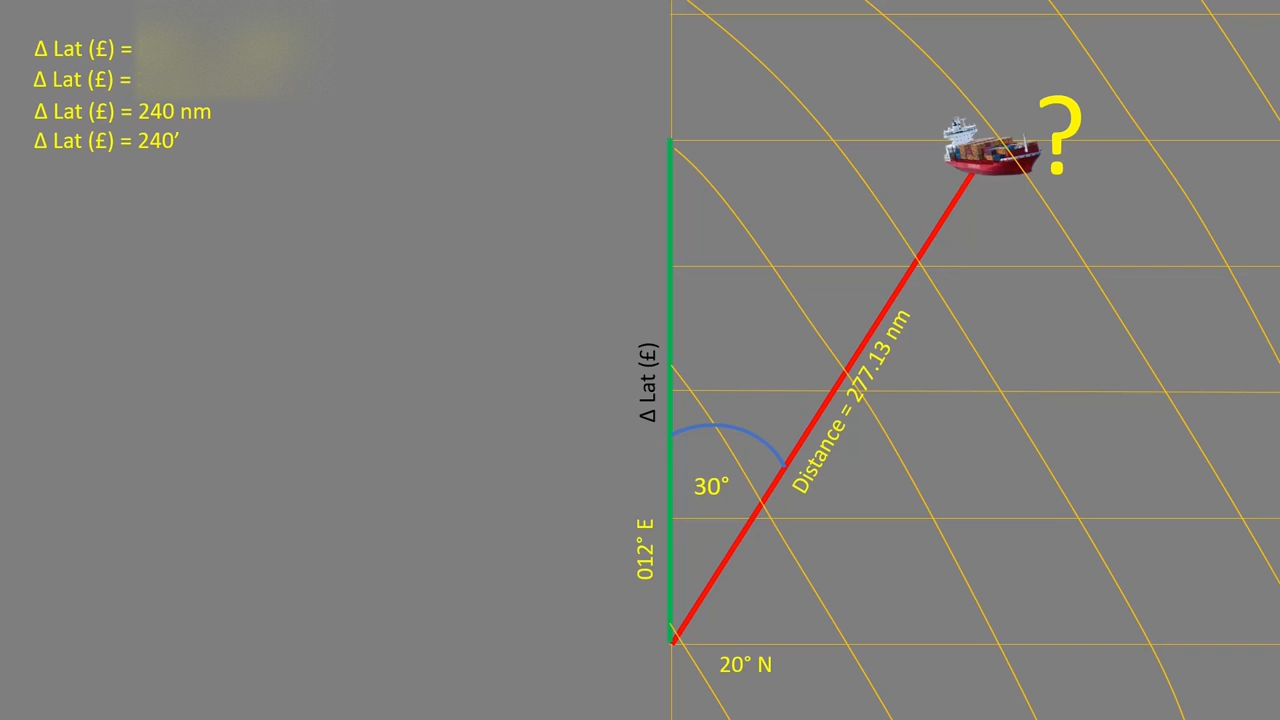 Δ Lat (£) =
Δ Lat (£) =
Δ Lat (£) = 240 nm
Δ Lat (£) = 240’
?
Δ Lat (£)
Distance = 277.13 nm
30°
012° E
20° N